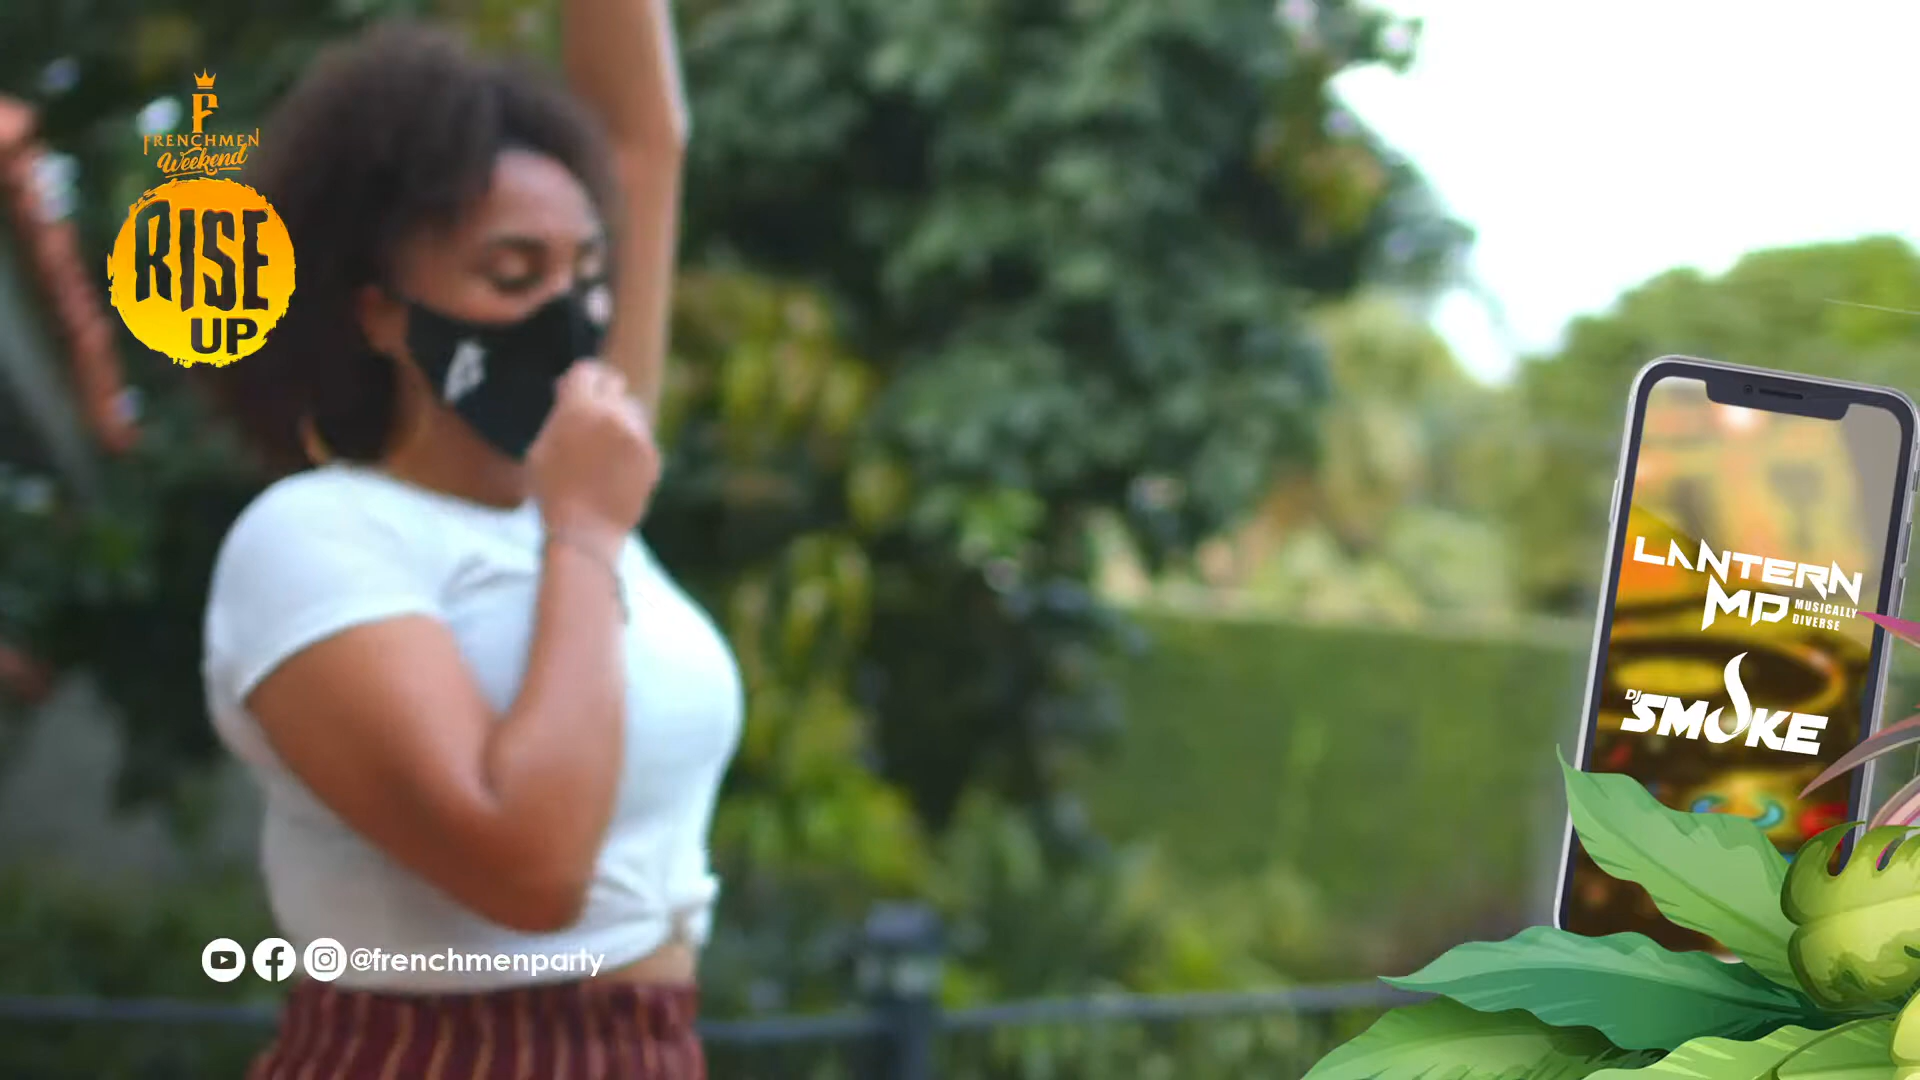 F
FRENCHMEN
Weekend
RISE
UP
@frenchmenparty
LANTERN
MD MUSICALLY
DIVERSE
DJ
SMOKE